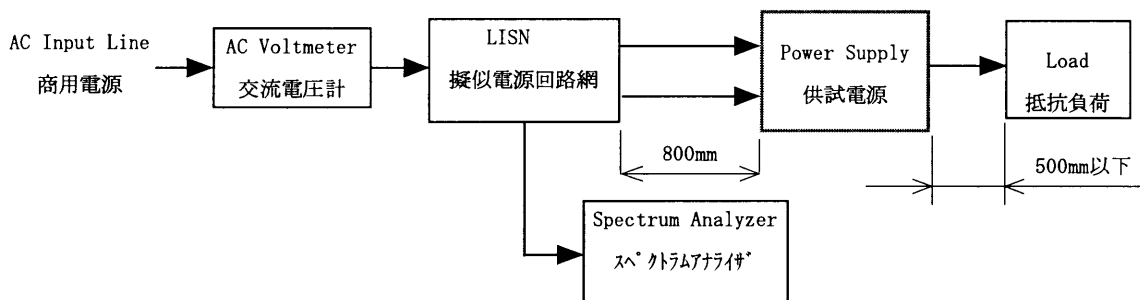 AC Input Line
商用電源
AC Voltmeter
交流電圧計
LISN
擬似電源回路網
Power Supply
供試電源
Load
抵抗負荷
800mm
500mm以下
Spectrum Analyzer
ｽﾍﾟｸﾄﾗﾑｱﾅﾗｲｻﾞ